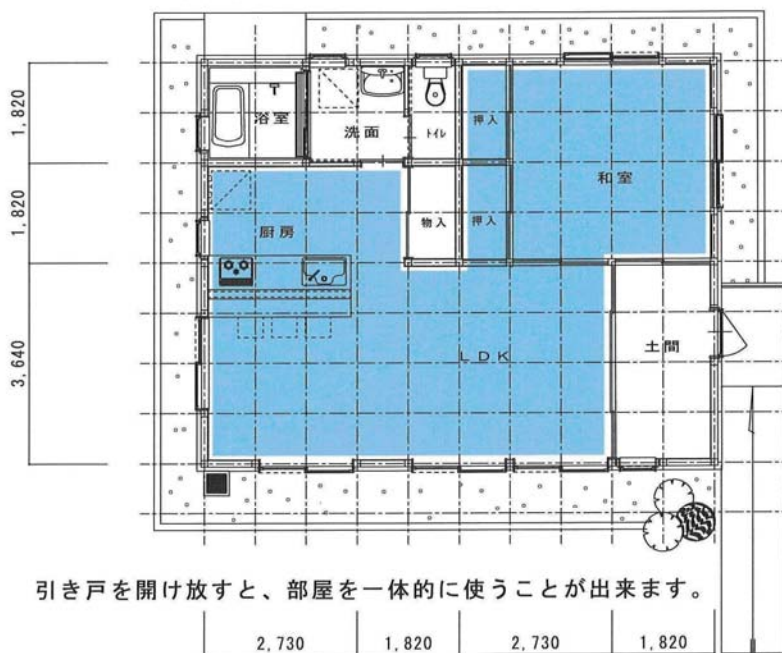 1,820
1,820
3,640
浴室
洗面
トイレ
押入
和室
厨房
物入
押入
LDK
土間
引き戸を開け放すと、部屋を一体的に使うことが出来ます。
2,730
1,820
2,730
1,820